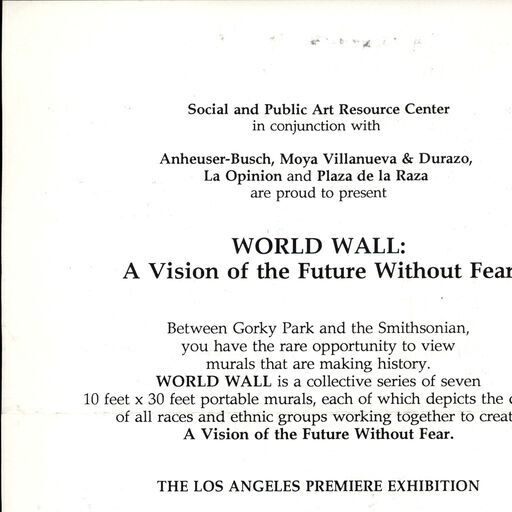 Social and Public Art Resource Center
in conjunction with
Anheuser-Busch, Moya Villanueva & Durazo,
La Opinion and Plaza de la Raza
are proud to present
WORLD WALL:
A Vision of the Future Without Fear
Between Gorky Park and the Smithsonian,
you have the rare opportunity to view
murals that are making history.
WORLD WALL is a collective series of seven
10 feet x 30 feet portable murals, each of which depicts the
of all races and ethnic groups working together to creat
A Vision of the Future Without Fear.
THE LOS ANGELES PREMIERE EXHIBITION